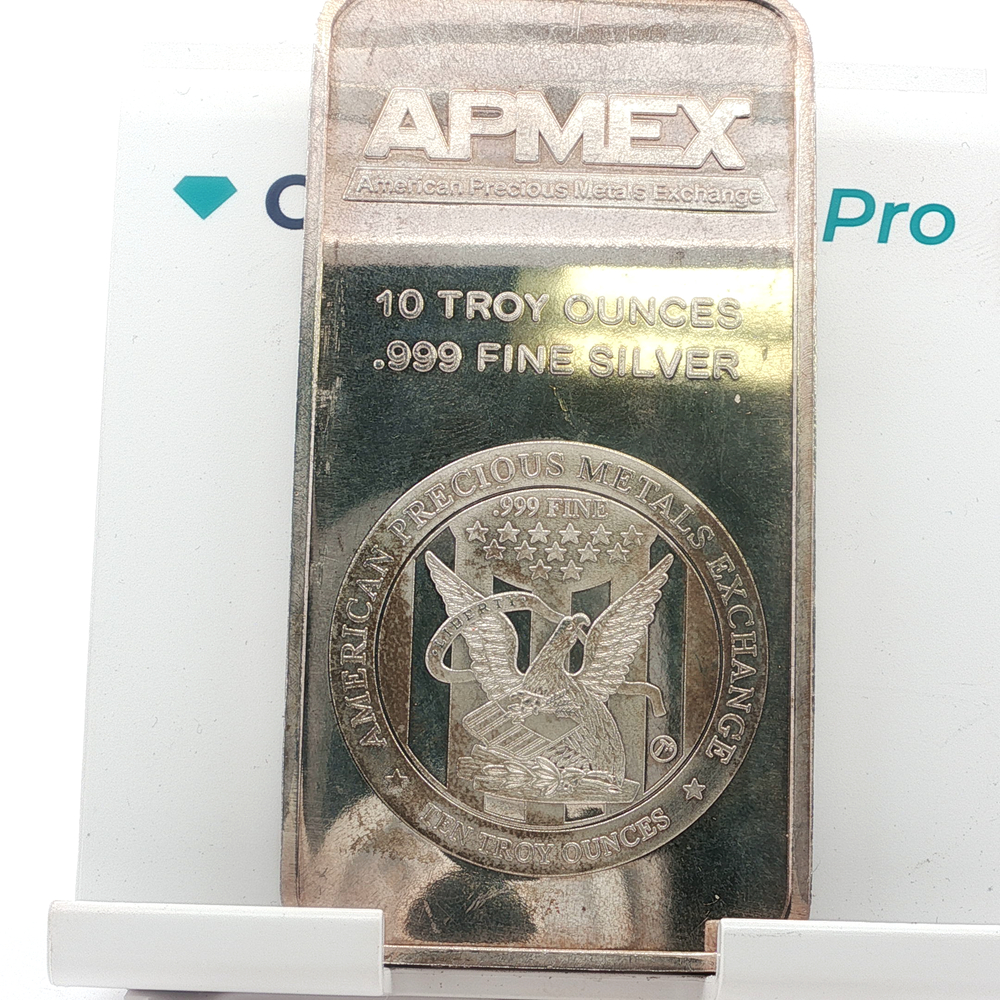 APMEX
American Precious Metals Exchange
Pro
10 TROY OUNCES
.999 FINE SILVER
AMERICAN PRECIOUS METALS EXCHANGE
.999 FINE
LIBERTY
TEN TROY OUNCES